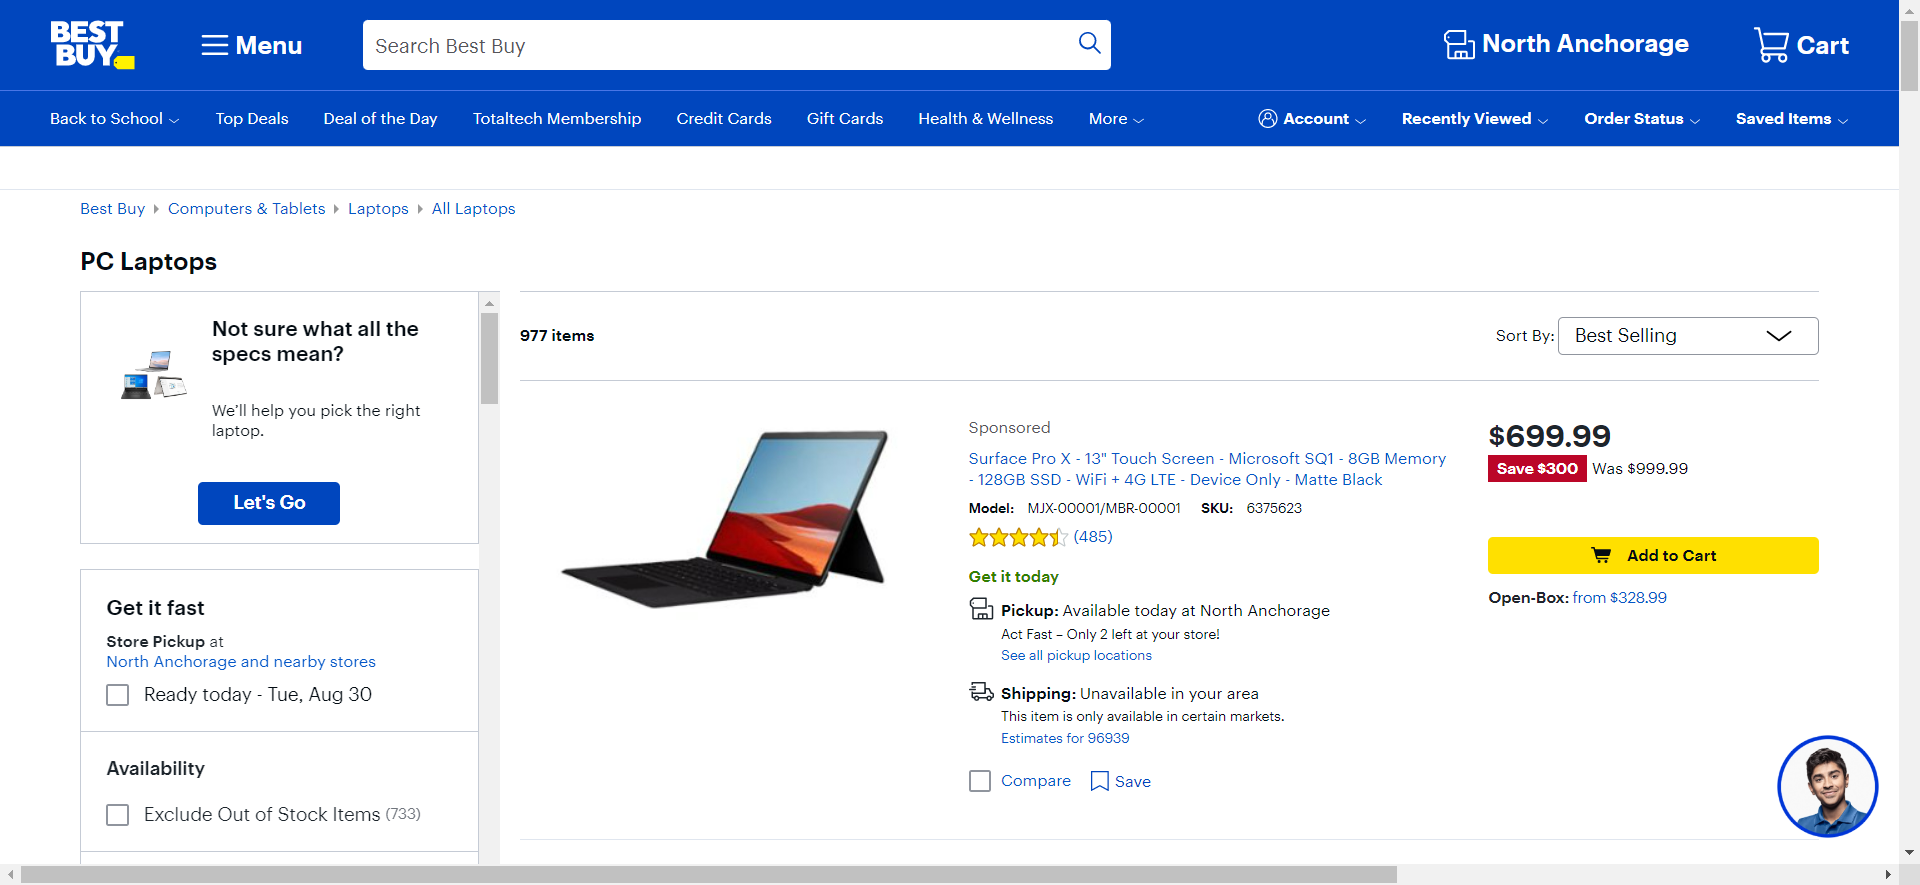 BEST BUY
Menu
Search Best Buy
North Anchorage
Cart
Back to School
Top Deals
Deal of the Day
Totaltech Membership
Credit Cards
Gift Cards
Health & Wellness
More
Account
Recently Viewed
Order Status
Saved Items
Best Buy
Computers & Tablets
Laptops
All Laptops
PC Laptops
Not sure what all the
specs mean?
We'll help you pick the right
laptop.
Let's Go
Get it fast
Store Pickup at
North Anchorage and nearby stores
Ready today - Tue, Aug 30
Availability
Exclude Out of Stock Items (733)
977 items
Sort By:
Best Selling
Sponsored
Surface Pro X - 13" Touch Screen - Microsoft SQ1 - 8GB Memory
- 128GB SSD - WiFi + 4G LTE - Device Only - Matte Black
Model: MJX-00001/MBR-00001 SKU: 6375623
(485)
Get it today
Pickup: Available today at North Anchorage
Act Fast – Only 2 left at your store!
See all pickup locations
Shipping: Unavailable in your area
This item is only available in certain markets.
Estimates for 96939
Compare
Save
$699.99
Save $300 Was $999.99
Add to Cart
Open-Box: from $328.99